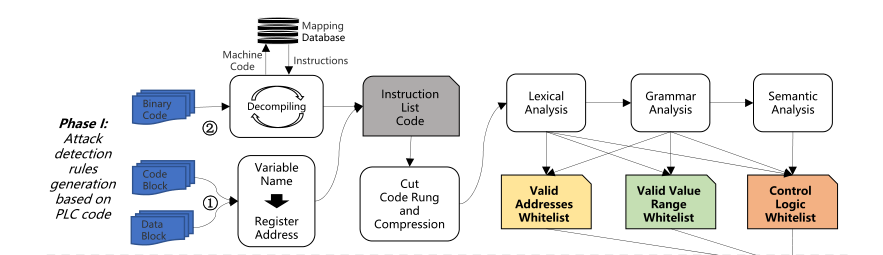 Mapping
Database
Machine
Code
Instructions
Binary
Code
②
Decompiling
Instruction
List
Code
Lexical
Analysis
Grammar
Analysis
Semantic
Analysis
Phase I:
Attack
detection
rules
generation
based on
PLC code
Code
Block
①
Data
Block
Variable
Name
Register
Address
Cut
Code Rung
and
Compression
Valid
Addresses
Whitelist
Valid Value
Range
Whitelist
Control
Logic
Whitelist